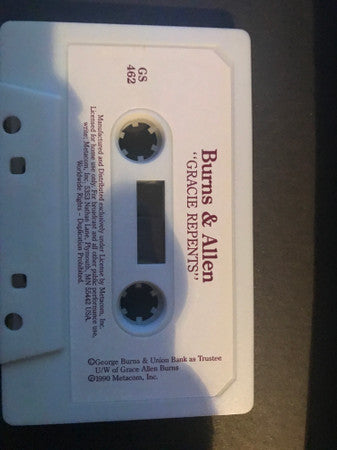 Burns & Allen
"GRACIE REPENTS"
GS
462
Manufactured and Distributed exclusively under License by Metacom, Inc.
Licensed for home use only. For broadcast and all other public performance use,
write: Metacom, Inc. 5353 Nathan Lane, Plymouth, MN 55442 USA.
Worldwide Rights – Duplication Prohibited.
©George Burns & Union Bank as Trustee
U/W of Grace Allen Burns
℗1990 Metacom, Inc.